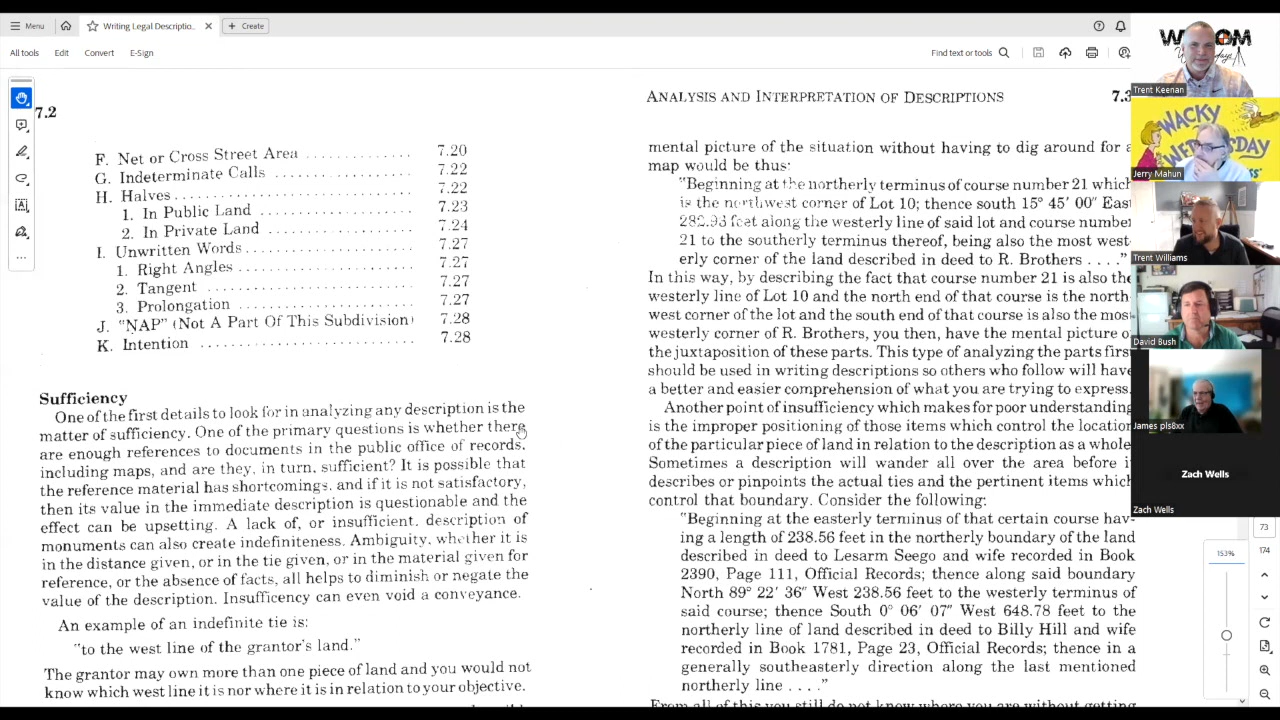 Menu
Writing Legal Descriptio...
Create
All tools
Edit
Convert
E-Sign
Find text or tools
7.2
F. Net or Cross Street Area . . . . . . . . . . . . . . 7.20
G. Indeterminate Calls . . . . . . . . . . . . . . . . . . . 7.22
H. Halves . . . . . . . . . . . . . . . . . . . . . . . . . . . . . . 7.22
1. In Public Land . . . . . . . . . . . . . . . . . . . . . 7.23
2. In Private Land . . . . . . . . . . . . . . . . . . . . 7.24
I. Unwritten Words . . . . . . . . . . . . . . . . . . . . . 7.27
1. Right Angles . . . . . . . . . . . . . . . . . . . . . . . 7.27
2. Tangent . . . . . . . . . . . . . . . . . . . . . . . . . . . 7.27
3. Prolongation . . . . . . . . . . . . . . . . . . . . . . . 7.27
J. "NAP" (Not A Part Of This Subdivision) 7.28
K. Intention . . . . . . . . . . . . . . . . . . . . . . . . . . . 7.28
Sufficiency
One of the first details to look for in analyzing any description is the
matter of sufficiency. One of the primary questions is whether there
are enough references to documents in the public office of records,
including maps, and are they, in turn, sufficient? It is possible that
the reference material has shortcomings, and if it is not satisfactory,
then its value in the immediate description is questionable and the
effect can be upsetting. A lack of, or insufficient, description of
monuments can also create indefiniteness. Ambiguity, whether it is
in the distance given, or in the tie given, or in the material given for
reference, or the absence of facts, all helps to diminish or negate the
value of the description. Insufficency can even void a conveyance.
An example of an indefinite tie is:
"to the west line of the grantor's land."
The grantor may own more than one piece of land and you would not
know which west line it is nor where it is in relation to your objective.
ANALYSIS AND INTERPRETATION OF DESCRIPTIONS 7.3
mental picture of the situation without having to dig around for a
map would be thus:
"Beginning at the northerly terminus of course number 21 which
is the northwest corner of Lot 10; thence south 15° 45' 00" East
282.93 feet along the westerly line of said lot and course number
21 to the southerly terminus thereof, being also the most west-
erly corner of the land described in deed to R. Brothers . . . ."
In this way, by describing the fact that course number 21 is also the
westerly line of Lot 10 and the north end of that course is the north-
west corner of the lot and the south end of that course is also the most
westerly corner of R. Brothers, you then, have the mental picture of
the juxtaposition of these parts. This type of analyzing the parts first
should be used in writing descriptions so others who follow will have
a better and easier comprehension of what you are trying to express.
Another point of insufficiency which makes for poor understanding
is the improper positioning of those items which control the location
of the particular piece of land in relation to the description as a whole
Sometimes a description will wander all over the area before i
describes or pinpoints the actual ties and the pertinent items which
control that boundary. Consider the following:
"Beginning at the easterly terminus of that certain course hav-
ing a length of 238.56 feet in the northerly boundary of the land
described in deed to Lesarm Seego and wife recorded in Book
2390, Page 111, Official Records; thence along said boundary
North 89° 22' 36" West 238.56 feet to the westerly terminus of
said course; thence South 0° 06' 07" West 648.78 feet to the
northerly line of land described in deed to Billy Hill and wife
recorded in Book 1781, Page 23, Official Records; thence in a
generally southeasterly direction along the last mentioned
northerly line . . . ."
From all of this you still do not know where you are without getting
Trent Keenan
WACKY
WEDNESDAY
Jerry Mahun
Trent Williams
David Bush
James pls8xx
Zach Wells
Zach Wells
73
174
153%